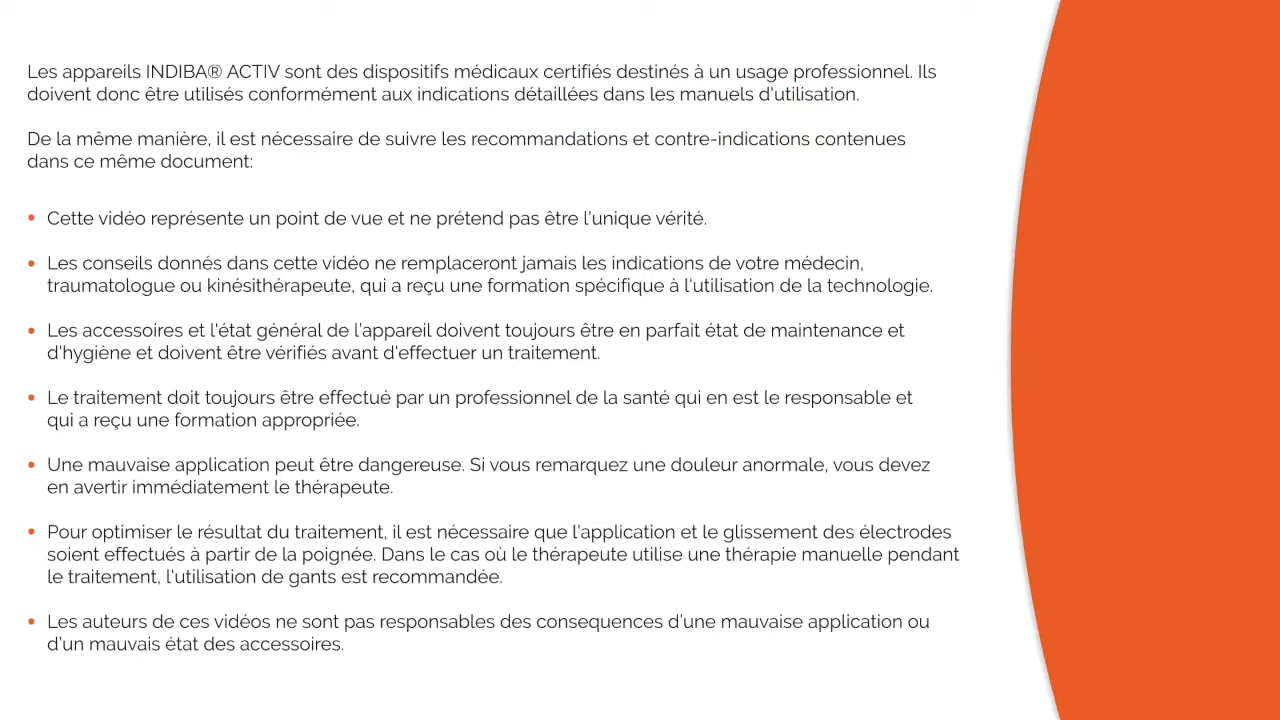 Les appareils INDIBA® ACTIV sont des dispositifs médicaux certifiés destinés à un usage professionnel. Ils
doivent donc être utilisés conformément aux indications détaillées dans les manuels d'utilisation.
De la même manière, il est nécessaire de suivre les recommandations et contre-indications contenues
dans ce même document:
• Cette vidéo représente un point de vue et ne prétend pas être l'unique vérité.
• Les conseils donnés dans cette vidéo ne remplaceront jamais les indications de votre médecin,
traumatologue ou kinésithérapeute, qui a reçu une formation spécifique à l'utilisation de la technologie.
• Les accessoires et l'état général de l'appareil doivent toujours être en parfait état de maintenance et
d'hygiène et doivent être vérifiés avant d'effectuer un traitement.
• Le traitement doit toujours être effectué par un professionnel de la santé qui en est le responsable et
qui a reçu une formation appropriée.
• Une mauvaise application peut être dangereuse. Si vous remarquez une douleur anormale, vous devez
en avertir immédiatement le thérapeute.
• Pour optimiser le résultat du traitement, il est nécessaire que l'application et le glissement des électrodes
soient effectués à partir de la poignée. Dans le cas où le thérapeute utilise une thérapie manuelle pendant
le traitement, l'utilisation de gants est recommandée.
• Les auteurs de ces vidéos ne sont pas responsables des consequences d'une mauvaise application ou
d'un mauvais état des accessoires.